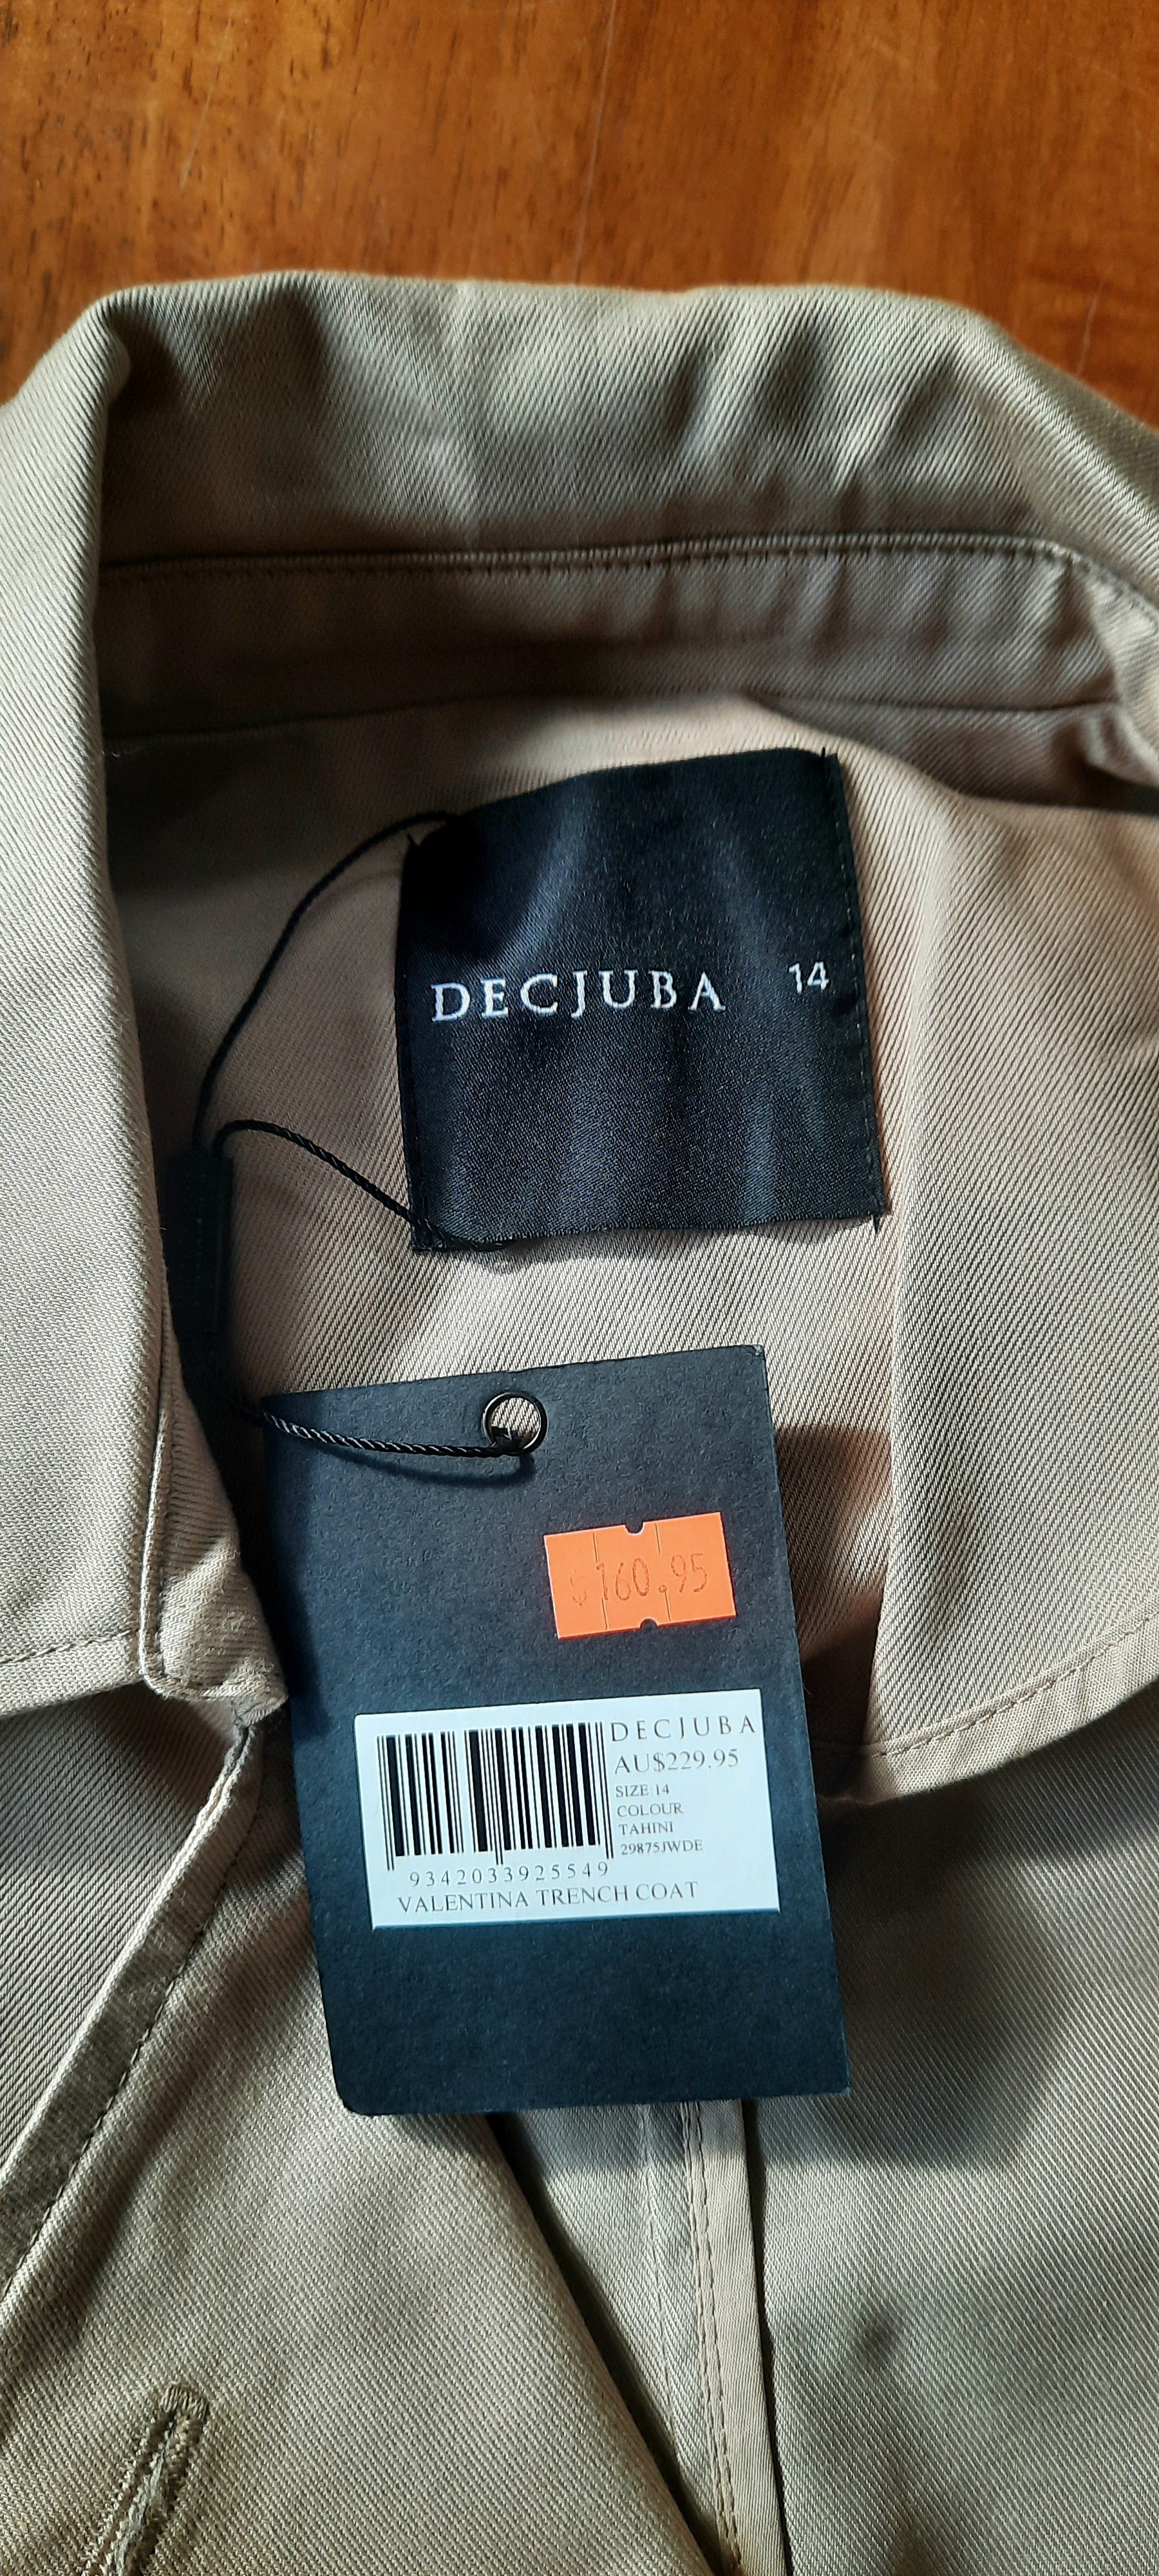 DECJUBA 14
$160.95
DECJUBA
AU$229.95
SIZE:14
COLOUR
TAHINI
29875JWDE
9342033925549
VALENTINA TRENCH COAT